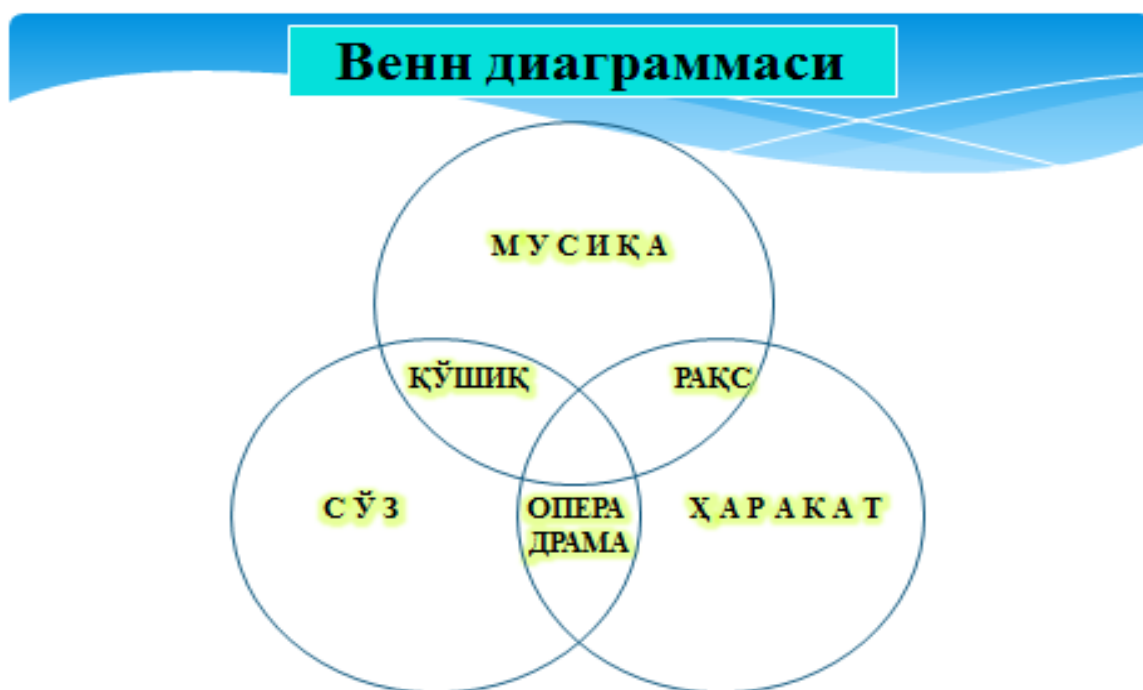 Венн диаграммаси
М У С И Қ А
ҚЎШИҚ
РАҚС
С Ў З
ОПЕРА
ДРАМА
Ҳ А Р А К А Т